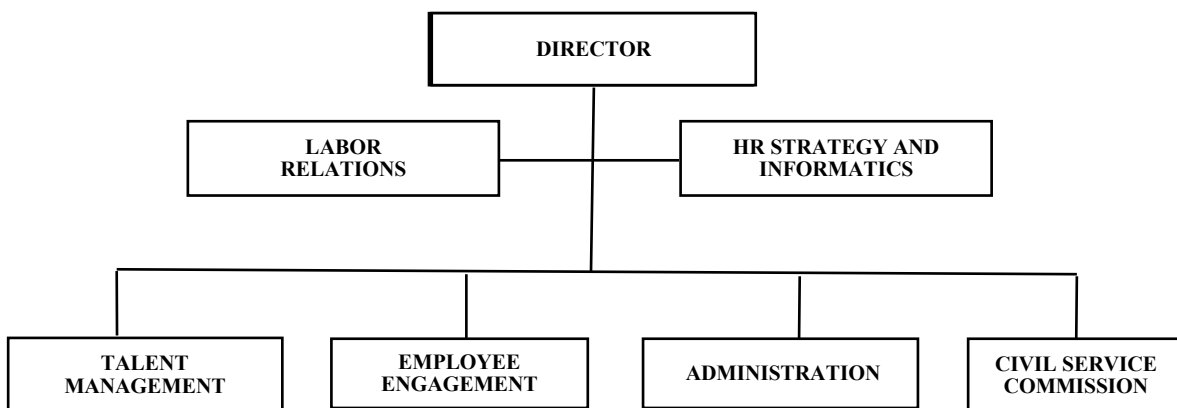 DIRECTOR
LABOR
RELATIONS
HR STRATEGY AND
INFORMATICS
TALENT
MANAGEMENT
EMPLOYEE
ENGAGEMENT
ADMINISTRATION
CIVIL SERVICE
COMMISSION